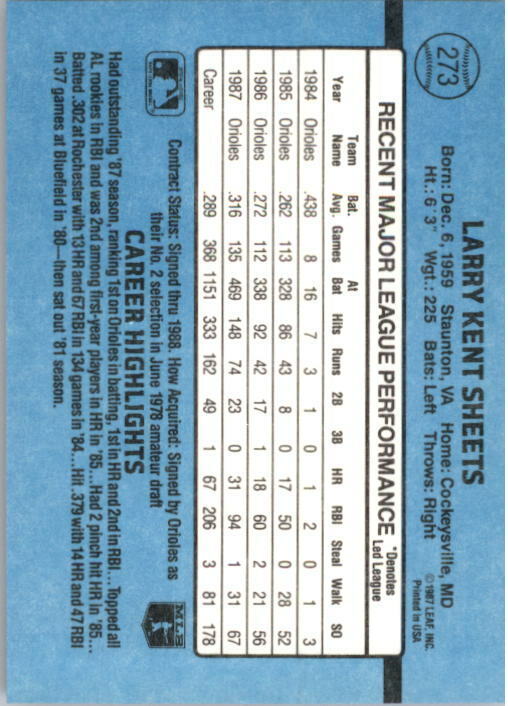 273
LARRY KENT SHEETS
Born: Dec. 6, 1959 Staunton, VA Home: Cockeysville, MD
Ht.: 6' 3" Wgt.: 225 Bats: Left Throws: Right
©1987 LEAF, INC.
Printed in USA
RECENT MAJOR LEAGUE PERFORMANCE *Denotes Led League
Year Team Name Bat. Avg. Games At Bat Hits Runs 2B 3B HR RBI Steal Walk SO
1984 Orioles .438 8 16 7 3 1 0 1 2 0 1 3
1985 Orioles .262 113 328 86 43 8 0 17 50 0 28 52
1986 Orioles .272 112 338 92 42 17 1 18 60 2 21 56
1987 Orioles .316 135 469 148 74 23 0 31 94 1 31 67
Career .289 368 1151 333 162 49 1 67 206 3 81 178
Contract Status: Signed thru 1988. How Acquired: Signed by Orioles as
their No. 2 selection in June 1978 amateur draft
CAREER HIGHLIGHTS
MLB
Had outstanding '87 season, ranking 1st on Orioles in batting, 1st in HR and 2nd in RBI... Topped all
AL rookies in RBI and was 2nd among first-year players in HR in '85... Had 2 pinch hit HR in '85...
Batted .302 at Rochester with 13 HR and 67 RBI in 134 games in '84... Hit .379 with 14 HR and 47 RBI
in 37 games at Bluefield in '80—then sat out '81 season.